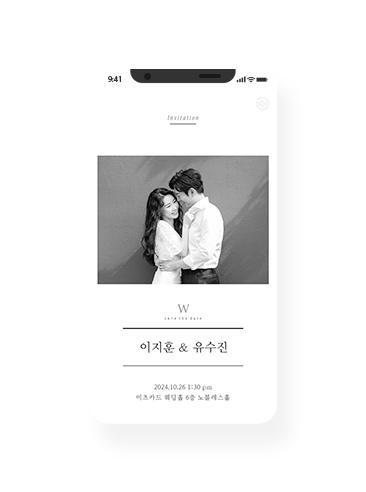 9:41
Invitation
W
save the date
이지훈 & 유수진
2024.10.26 1:30 pm
이츠카드 웨딩홀 6층 노블레스홀